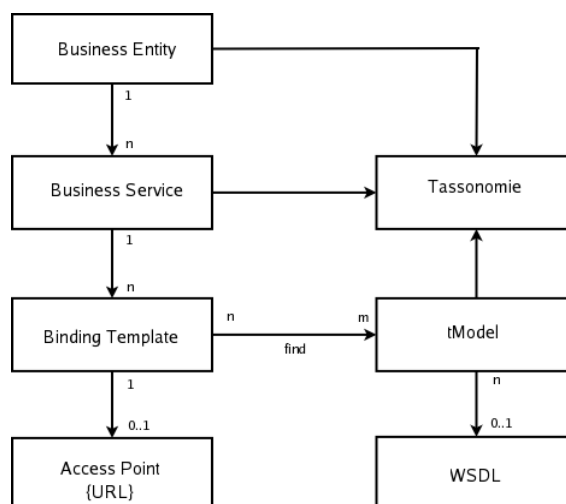 Business Entity
1
n
Business Service
Tassonomie
1
n
Binding Template
n
m
find
tModel
1
0..1
n
0..1
Access Point
{URL}
WSDL